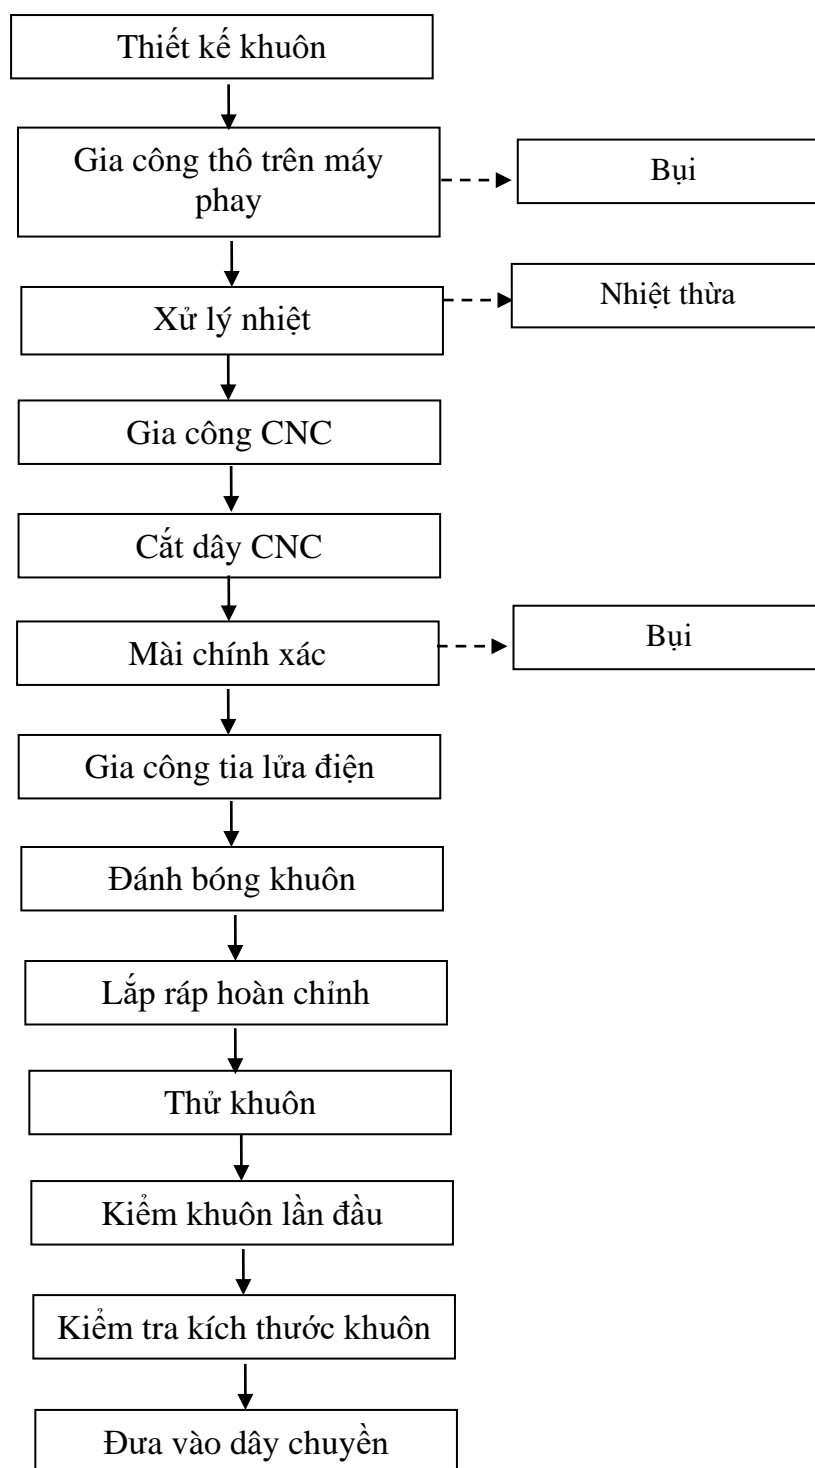 Thiết kế khuôn
Gia công thô trên máy
phay
Bụi
Xử lý nhiệt
Nhiệt thừa
Gia công CNC
Cắt dây CNC
Mài chính xác
Bụi
Gia công tia lửa điện
Đánh bóng khuôn
Lắp ráp hoàn chỉnh
Thử khuôn
Kiểm khuôn lần đầu
Kiểm tra kích thước khuôn
Đưa vào dây chuyền